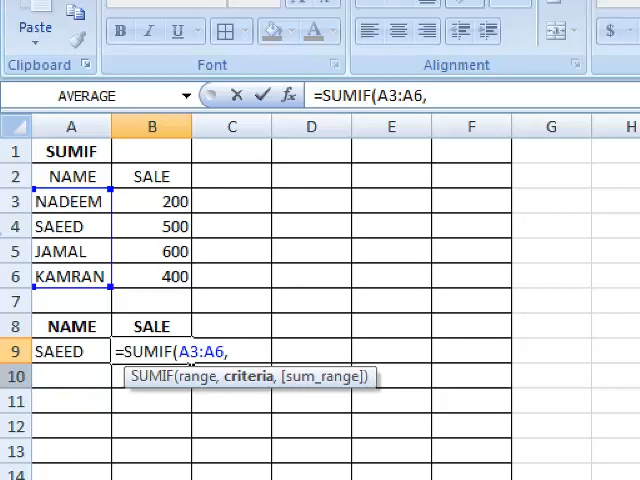 Paste
B I U A $
Clipboard Font Alignment
AVERAGE fx =SUMIF(A3:A6,
A B C D E F G H
1 SUMIF
2 NAME SALE
3 NADEEM 200
4 SAEED 500
5 JAMAL 600
6 KAMRAN 400
7
8 NAME SALE
9 SAEED =SUMIF(A3:A6,
10 SUMIF(range, criteria, [sum_range])
11
12
13
14